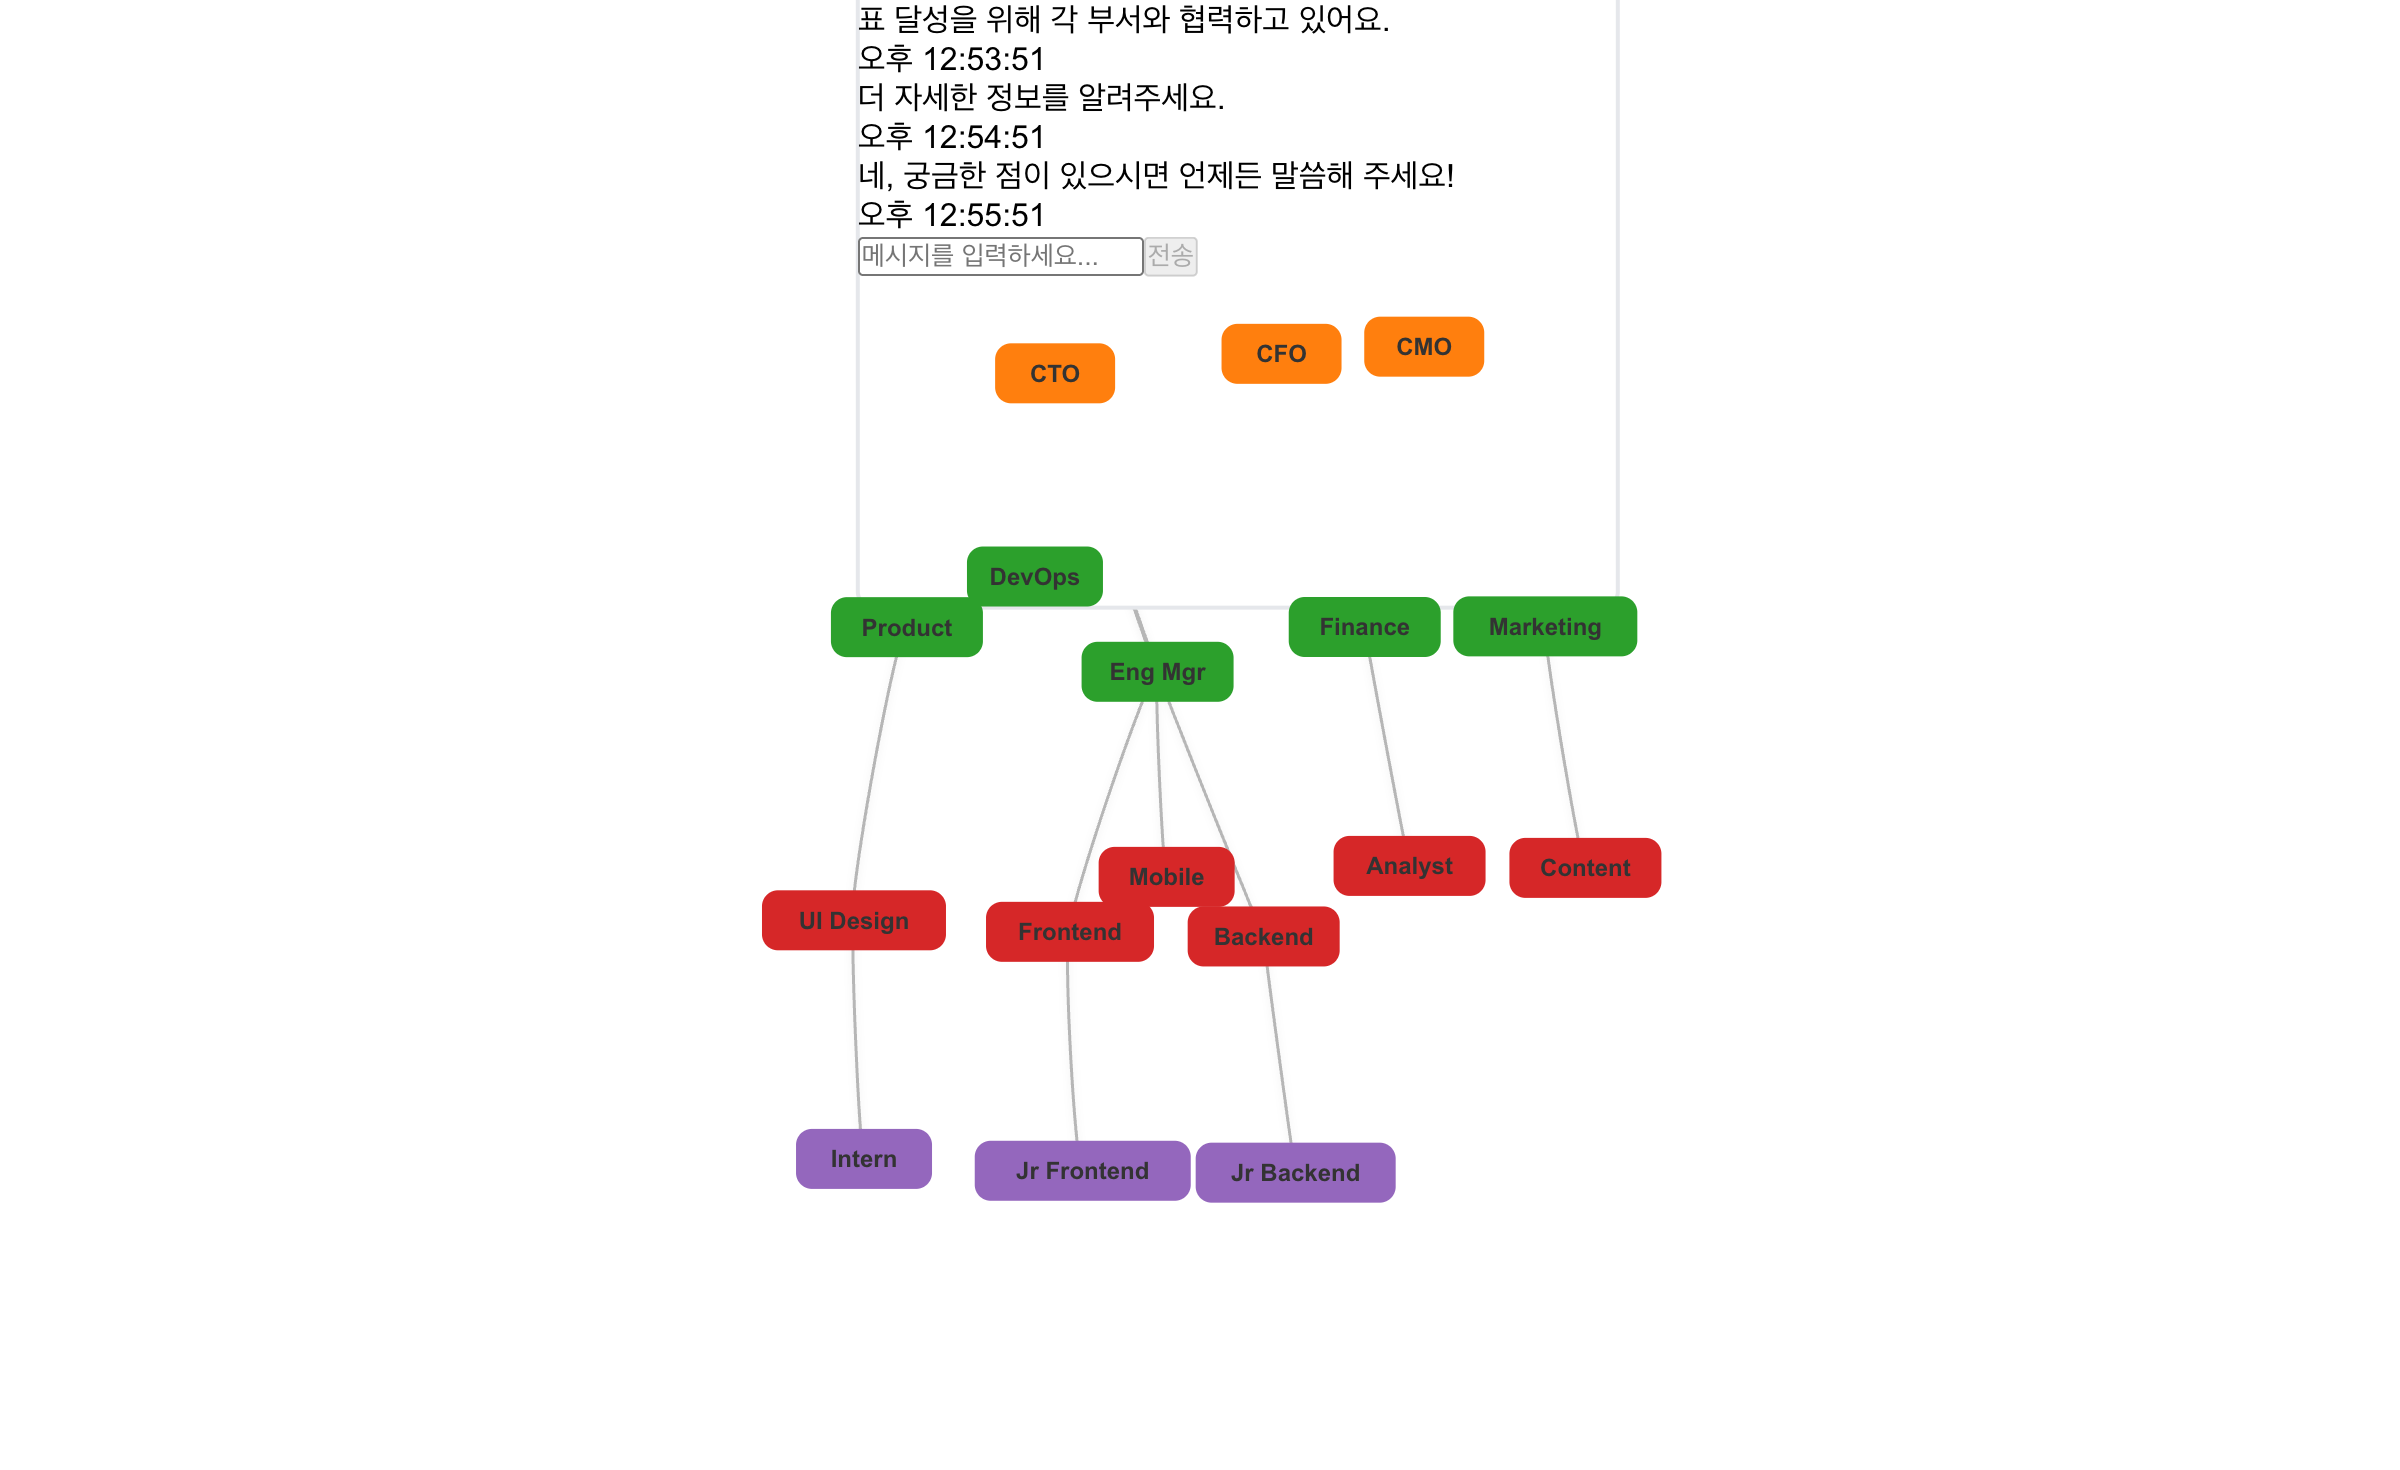 표 달성을 위해 각 부서와 협력하고 있어요.
오후 12:53:51
더 자세한 정보를 알려주세요.
오후 12:54:51
네, 궁금한 점이 있으시면 언제든 말씀해 주세요!
오후 12:55:51
메시지를 입력하세요... 전송
CTO CFO CMO
DevOps
Product Finance Marketing
Eng Mgr
Mobile Analyst Content
UI Design Frontend Backend
Intern Jr Frontend Jr Backend